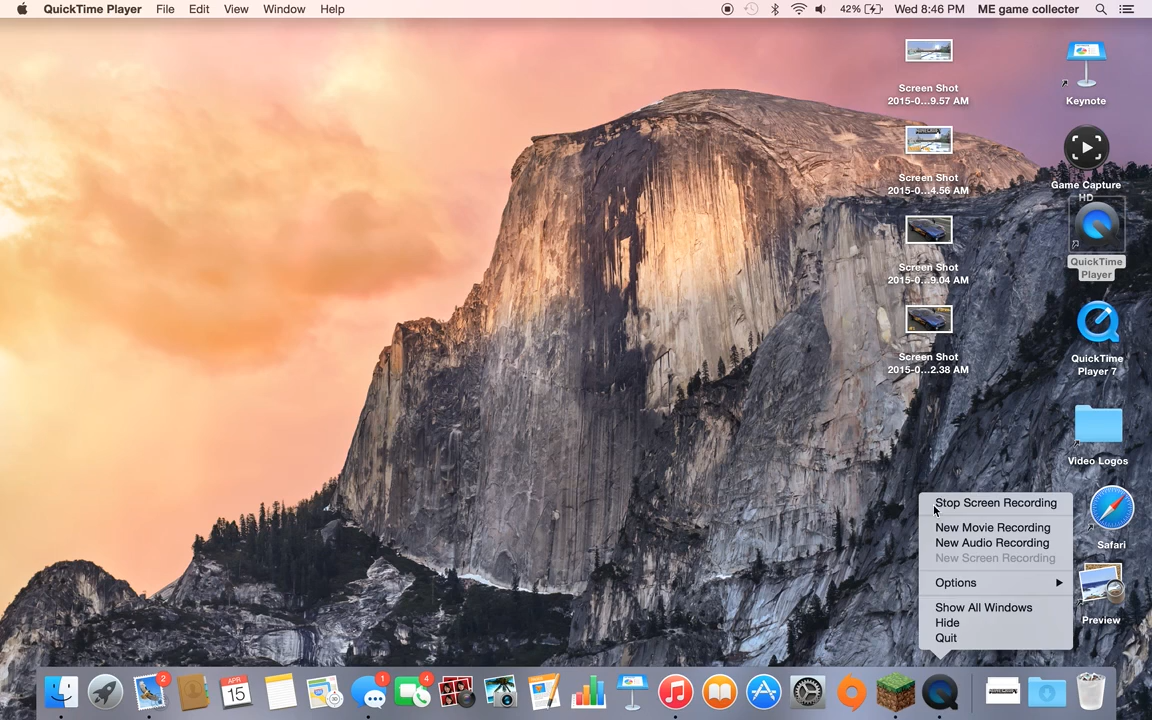 QuickTime Player File Edit View Window Help 42% Wed 8:46 PM ME game collecter
Screen Shot
2015-0...9.57 AM
Keynote
Screen Shot
2015-0...4.56 AM
Game Capture
HD
Screen Shot
2015-0...9.04 AM
QuickTime
Player
Screen Shot
2015-0...2.38 AM
QuickTime
Player 7
Video Logos
Safari
Preview
Stop Screen Recording
New Movie Recording
New Audio Recording
New Screen Recording
Options
Show All Windows
Hide
Quit
2
APR
15
1
4